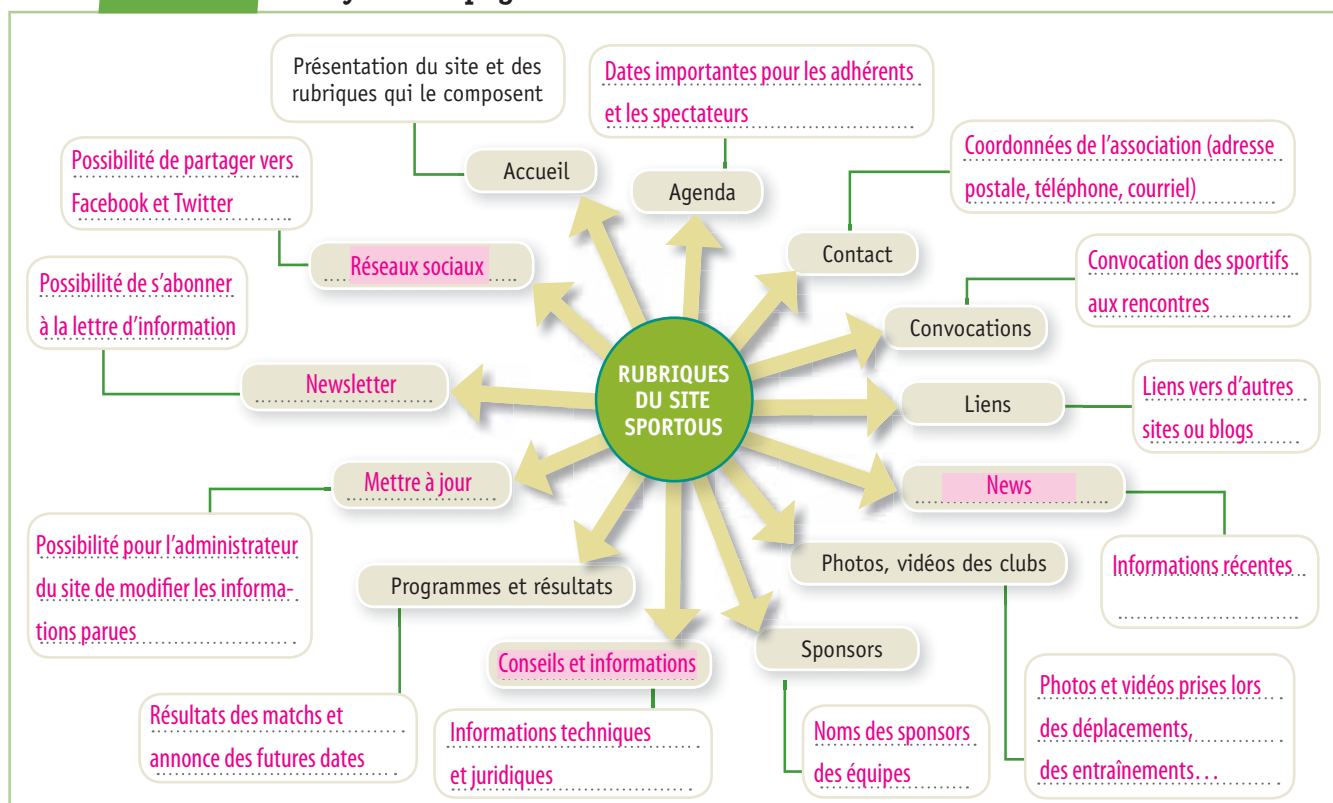 Présentation du site et des
rubriques qui le composent
Accueil
Dates importantes pour les adhérents
et les spectateurs
Agenda
Coordonnées de l'association (adresse
postale, téléphone, courriel)
Contact
Convocation des sportifs
aux rencontres
Convocations
Liens
Liens vers d'autres
sites ou blogs
News
Informations récentes
Photos, vidéos des clubs
Photos et vidéos prises lors
des déplacements,
des entraînements…
Sponsors
Noms des sponsors
des équipes
Conseils et informations
Informations techniques
et juridiques
Programmes et résultats
Résultats des matchs et
annonce des futures dates
Mettre à jour
Possibilité pour l'administrateur
du site de modifier les informa-
tions parues
Newsletter
Possibilité de s'abonner
à la lettre d'information
Réseaux sociaux
Possibilité de partager vers
Facebook et Twitter
RUBRIQUES
DU SITE
SPORTOUS